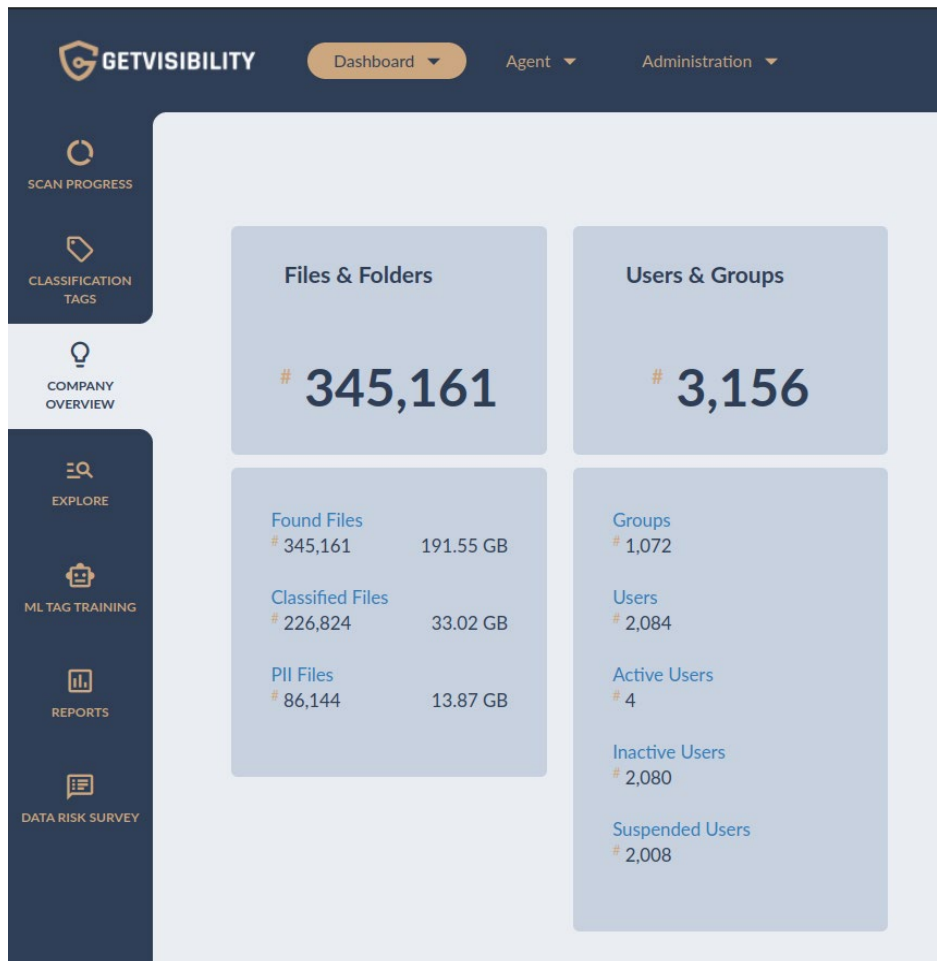 GETVISIBILITY
Dashboard
Agent
Administration
SCAN PROGRESS
CLASSIFICATION
TAGS
COMPANY
OVERVIEW
EXPLORE
ML TAG TRAINING
REPORTS
DATA RISK SURVEY
Files & Folders
# 345,161
Found Files
# 345,161 191.55 GB
Classified Files
# 226,824 33.02 GB
PII Files
# 86,144 13.87 GB
Users & Groups
# 3,156
Groups
# 1,072
Users
# 2,084
Active Users
# 4
Inactive Users
# 2,080
Suspended Users
# 2,008